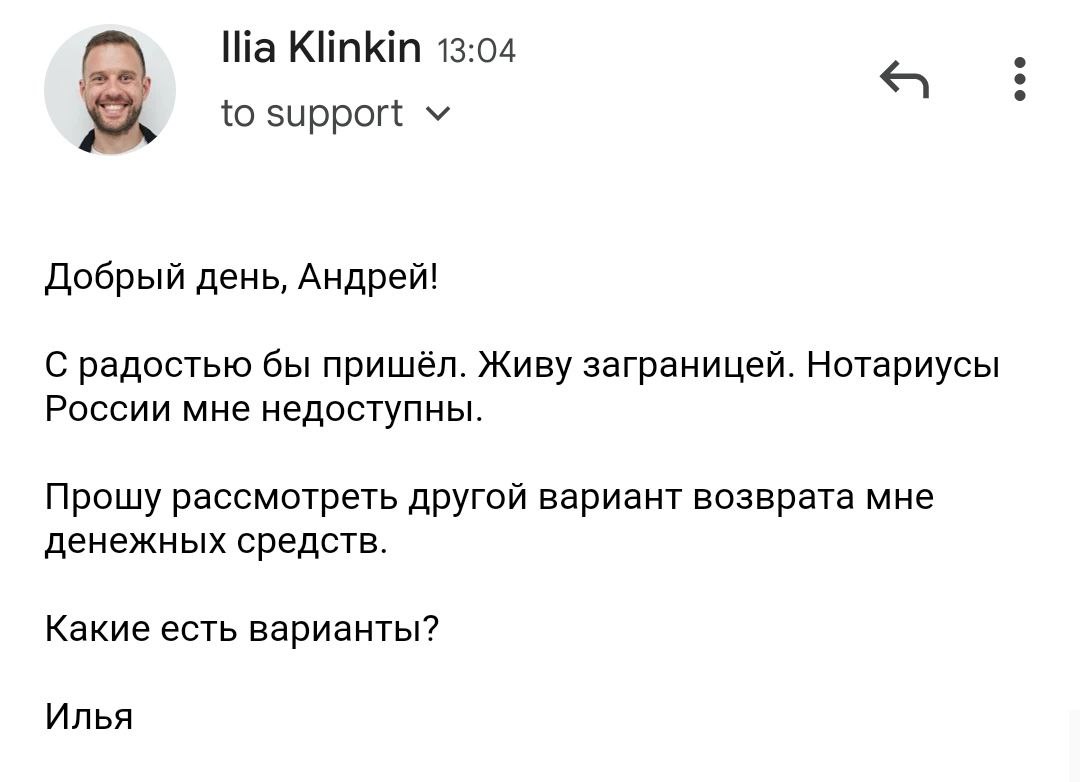 Ilia Klinkin 13:04
to support
Добрый день, Андрей!
С радостью бы пришёл. Живу заграницей. Нотариусы
России мне недоступны.
Прошу рассмотреть другой вариант возврата мне
денежных средств.
Какие есть варианты?
Илья